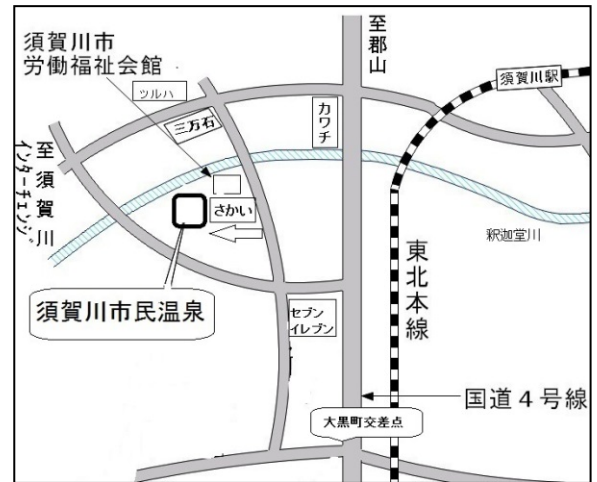 須賀川市
労働福祉会館
ツルハ
三万石
カワチ
至郡山
須賀川駅
至須賀川
インターチェンジ
さかい
釈迦堂川
須賀川市民温泉
セブン
イレブン
東北本線
国道4号線
大黒町交差点